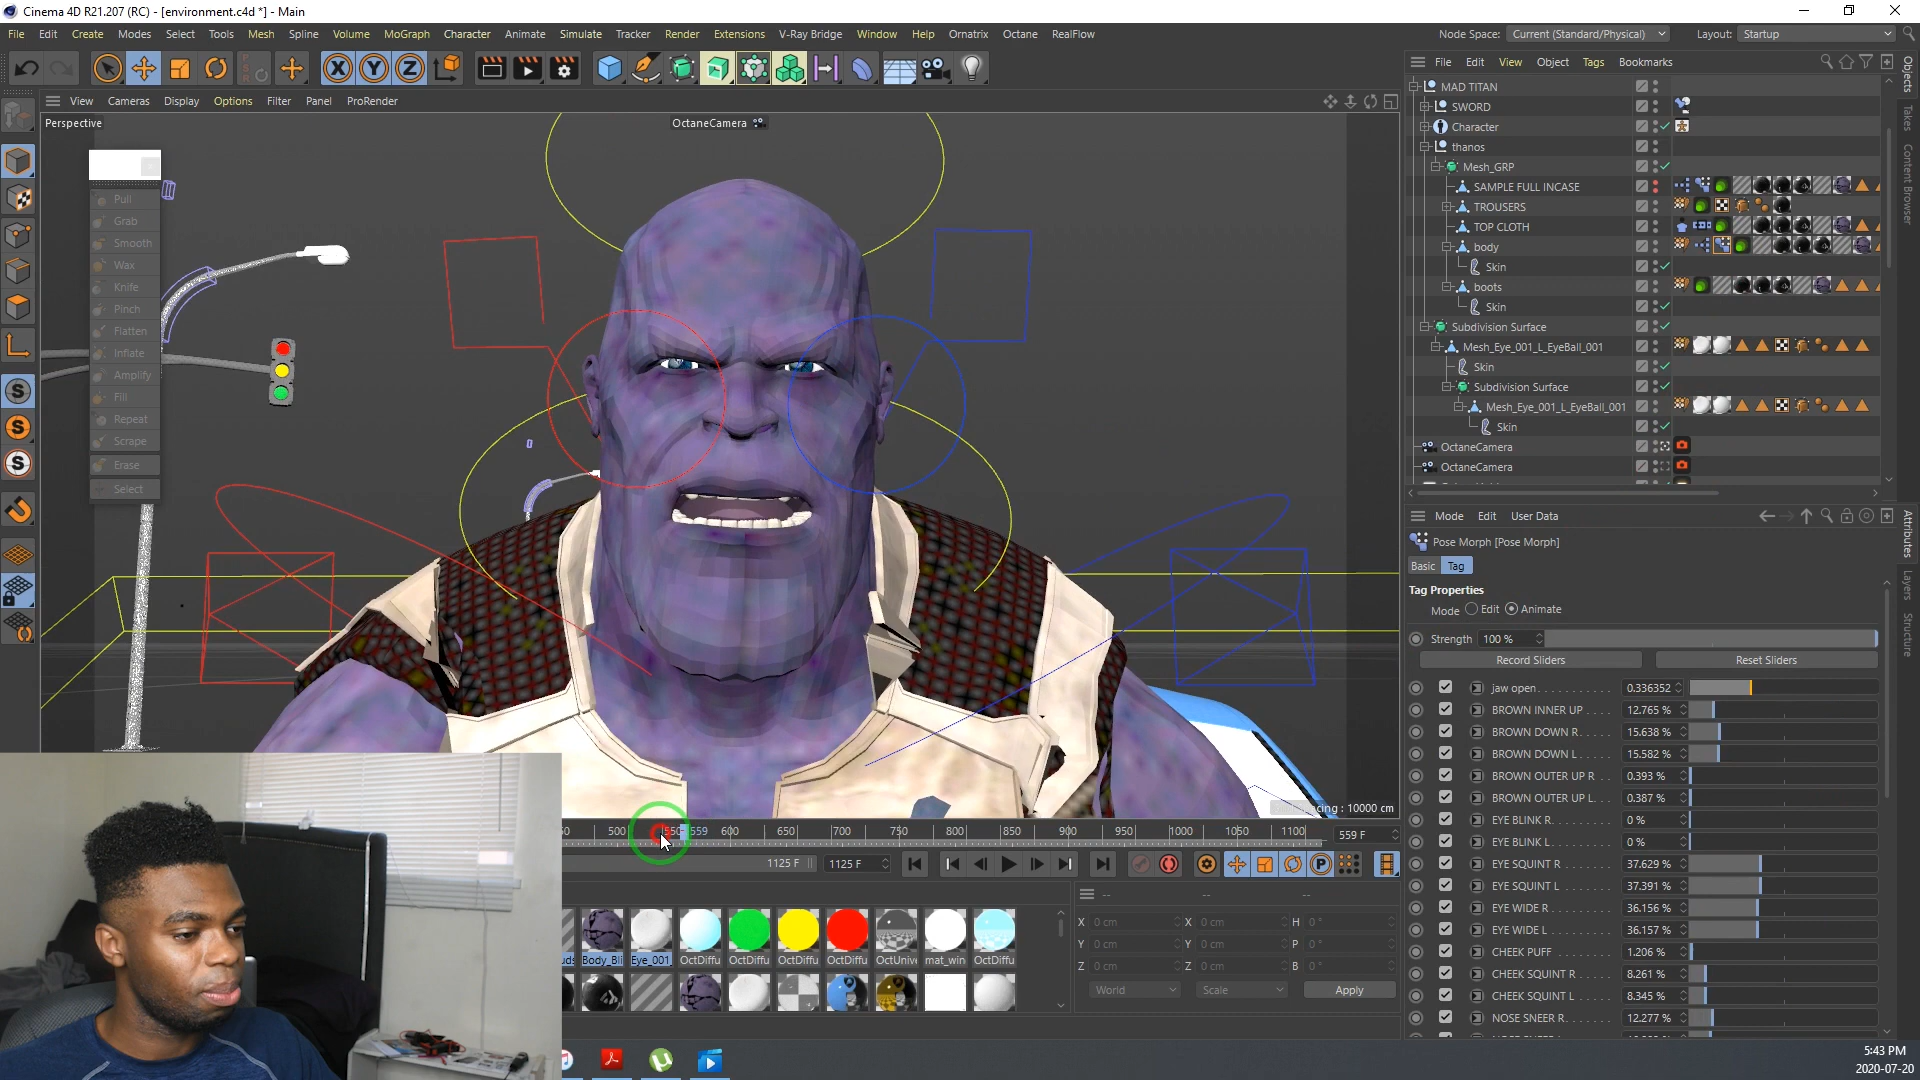 Cinema 4D R21.207 (RC) - [environment.c4d *] - Main
File Edit Create Modes Select Tools Mesh Spline Volume MoGraph Character Animate Simulate Tracker Render Extensions V-Ray Bridge Window Help Ornatrix Octane RealFlow
Node Space: Current (Standard/Physical) Layout: Startup
View Cameras Display Options Filter Panel ProRender
Perspective
OctaneCamera
Pull
Grab
Smooth
Wax
Knife
Pinch
Flatten
Inflate
Amplify
Fill
Repeat
Scrape
Erase
Select
File Edit View Object Tags Bookmarks
MAD TITAN
SWORD
Character
thanos
Mesh_GRP
SAMPLE FULL INCASE
TROUSERS
TOP CLOTH
body
Skin
boots
Skin
Subdivision Surface
Mesh_Eye_001_L_EyeBall_001
Skin
Subdivision Surface
Mesh_Eye_001_L_EyeBall_001
Skin
OctaneCamera
OctaneCamera
Objects
Takes
Content Browser
Mode Edit User Data
Pose Morph [Pose Morph]
Basic Tag
Tag Properties
Mode Edit Animate
Strength 100 %
Record Sliders Reset Sliders
jaw open 0.336352
BROWN INNER UP 12.765 %
BROWN DOWN R 15.638 %
BROWN DOWN L 15.582 %
BROWN OUTER UP R 0.393 %
BROWN OUTER UP L 0.387 %
EYE BLINK R 0 %
EYE BLINK L 0 %
EYE SQUINT R 37.629 %
EYE SQUINT L 37.391 %
EYE WIDE R 36.156 %
EYE WIDE L 36.157 %
CHEEK PUFF 1.206 %
CHEEK SQUINT R 8.261 %
CHEEK SQUINT L 8.345 %
NOSE SNEER R 12.277 %
Attributes
Layers
Structure
acing : 10000 cm
500 550 559 600 650 700 750 800 850 900 950 1000 1050 1100 559 F
1125 F 1125 F
Body_Bli Eye_001 OctDiffu OctDiffu OctDiffu OctDiffu OctUnive mat_win OctDiffu
X 0 cm X 0 cm H 0 °
Y 0 cm Y 0 cm P 0 °
Z 0 cm Z 0 cm B 0 °
World Scale Apply
5:43 PM
2020-07-20